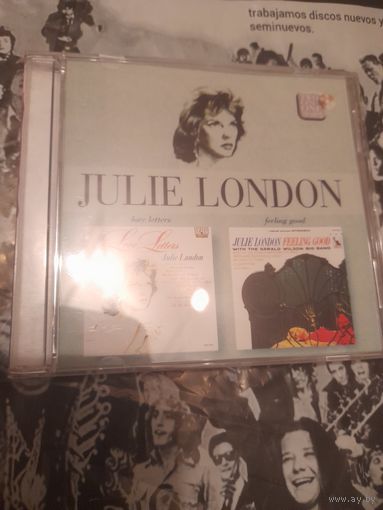 trabajamos discos nuevos y
seminuevos.
JULIE LONDON
love letters
feeling good
Love Letters
Julie London
JULIE LONDON FEELING GOOD
WITH THE GERALD WILSON BIG BAND
www.ay.by